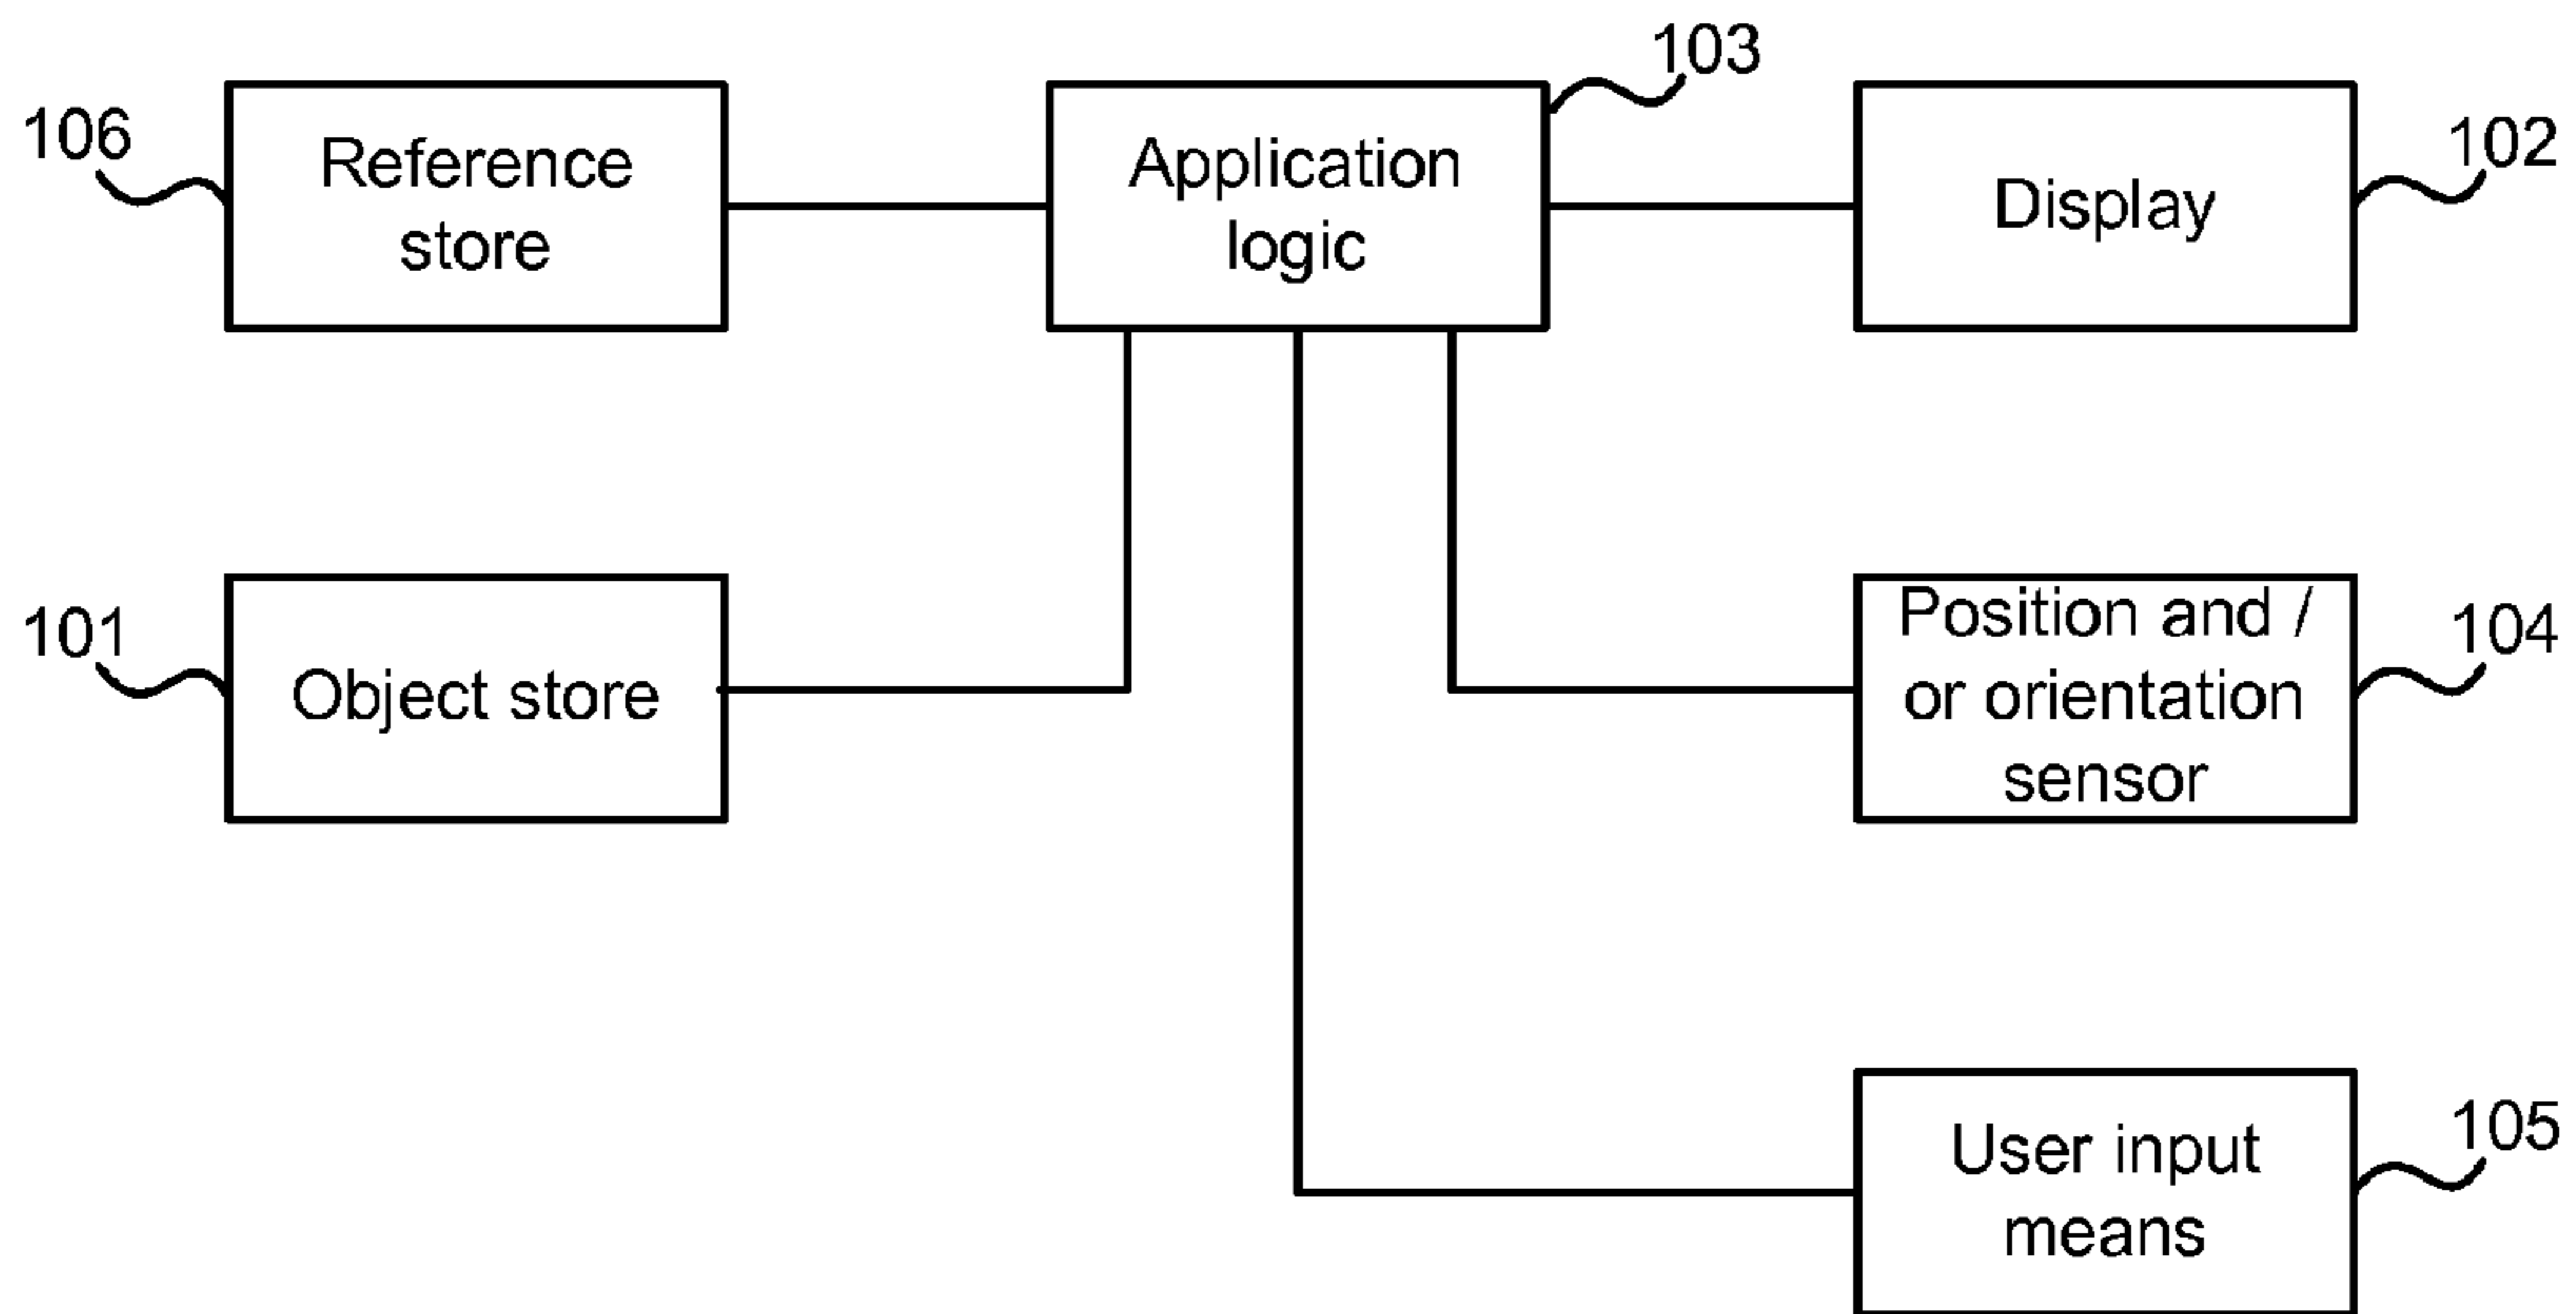 103
106
Reference
store
Application
logic
Display
102
101
Object store
Position and /
or orientation
sensor
104
User input
means
105